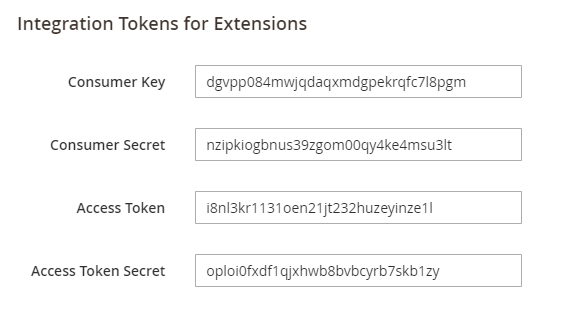 Integration Tokens for Extensions
Consumer Key
dgvpp084mwjqdaqxmdgpekrqfc7l8pgm
Consumer Secret
nzipkiogbnus39zgom00qy4ke4msu3lt
Access Token
i8nl3kr1131oen21jt232huzeyinze1l
Access Token Secret
oploi0fxdf1qjxhwb8bvbcyrb7skb1zy